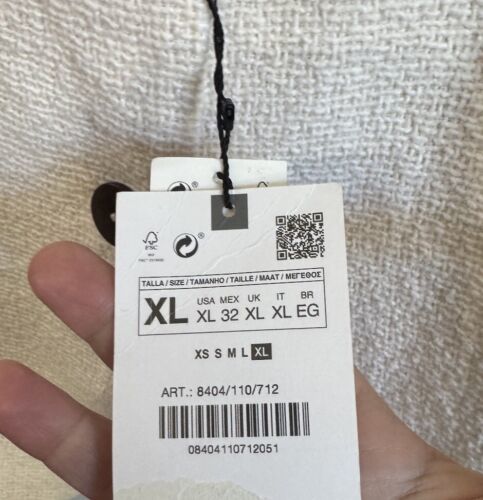 FSC
TALLA / SIZE / TAMANHO / TAILLE / MAAT / ΜΕΓΕΘΟΣ
XL
USA MEX UK IT BR
XL 32 XL XL EG
XS S M L XL
ART.: 8404/110/712
08404110712051